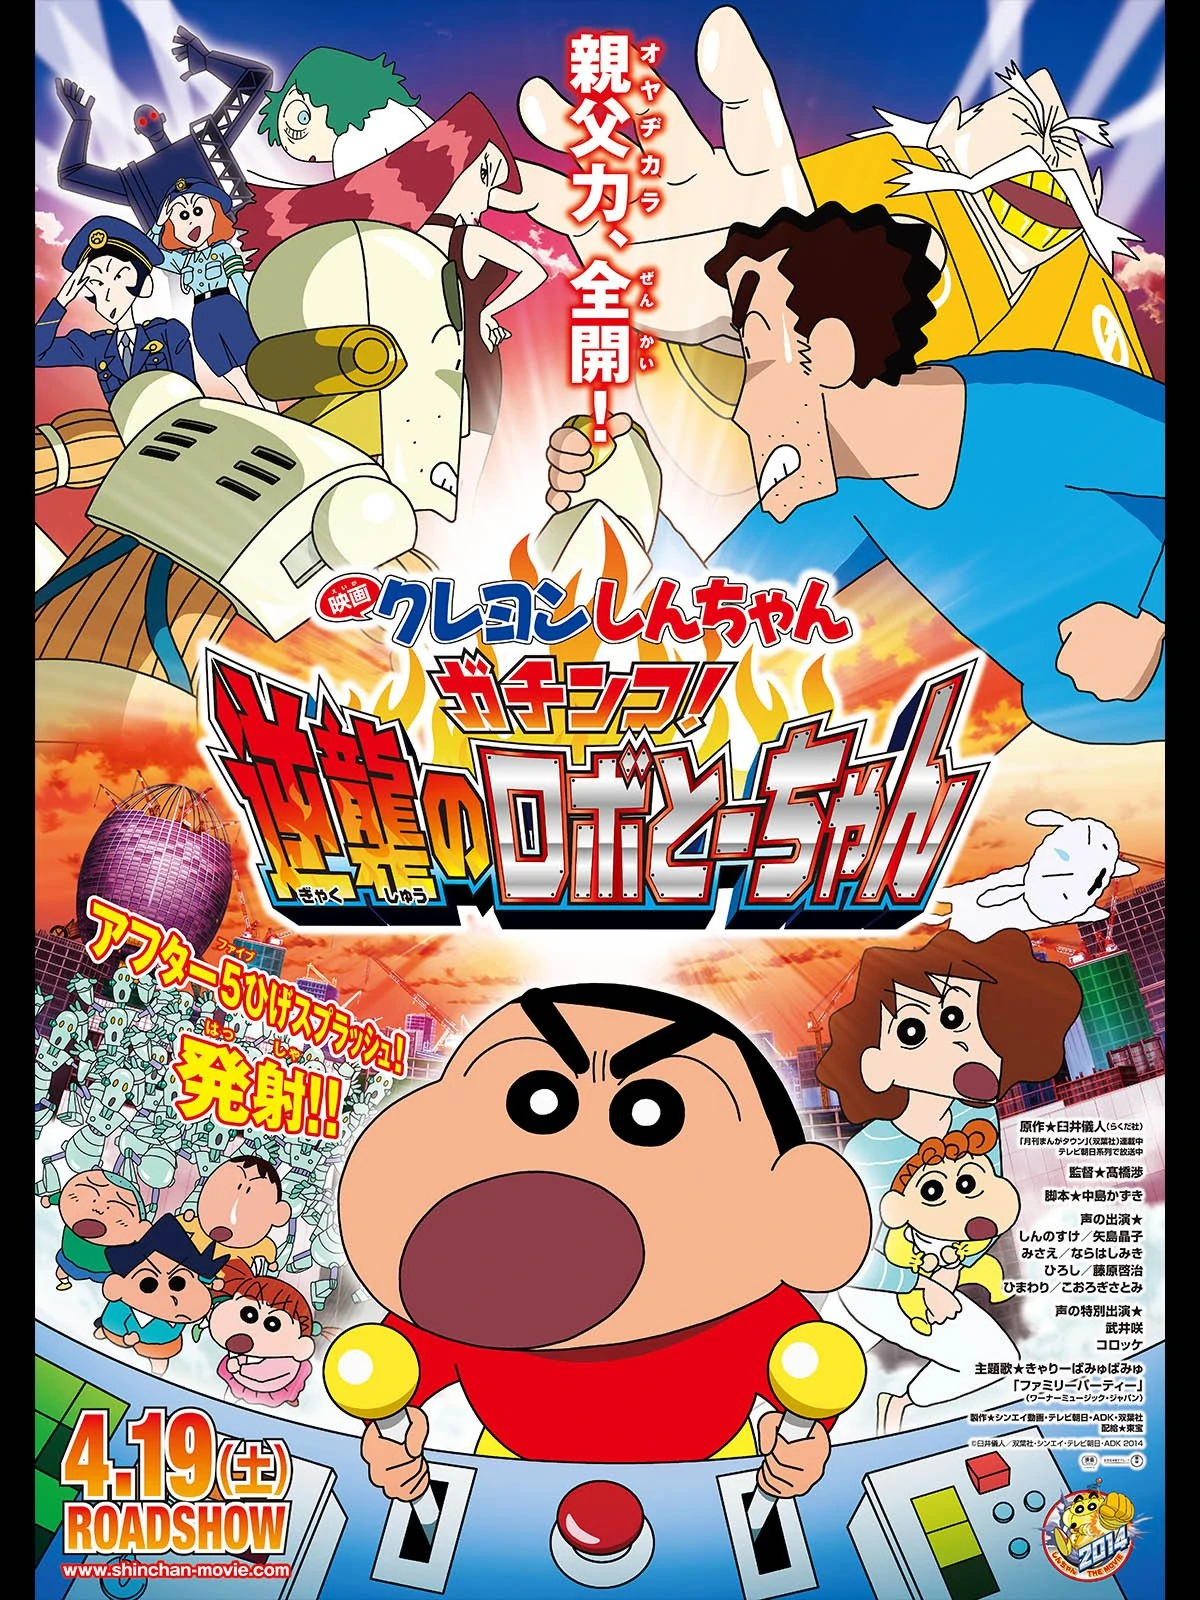 親父力、全開！
オヤヂカラ
ぜんかい
映画
えいが
クレヨンしんちゃん
ガチンコ!
逆襲のロボとーちゃん
ぎゃくしゅう
アフター5ひげスプラッシュ!
ファイブ
発射!!
はっしゃ
原作★臼井儀人(らくだ社)
「月刊まんがタウン」(双葉社)連載中
テレビ朝日系列で放送中
監督★髙橋渉
脚本★中島かずき
声の出演★
しんのすけ／矢島晶子
みさえ／ならはしみき
ひろし／藤原啓治
ひまわり／こおろぎさとみ
声の特別出演★
武井咲
コロッケ
主題歌★きゃりーぱみゅぱみゅ
「ファミリーパーティー」
(ワーナーミュージック・ジャパン)
製作★シンエイ動画・テレビ朝日・ADK・双葉社
配給★東宝
©臼井儀人／双葉社・シンエイ・テレビ朝日・ADK 2014
4.19(土)
ROADSHOW
www.shinchan-movie.com
しんちゃん
2014
THE MOVIE